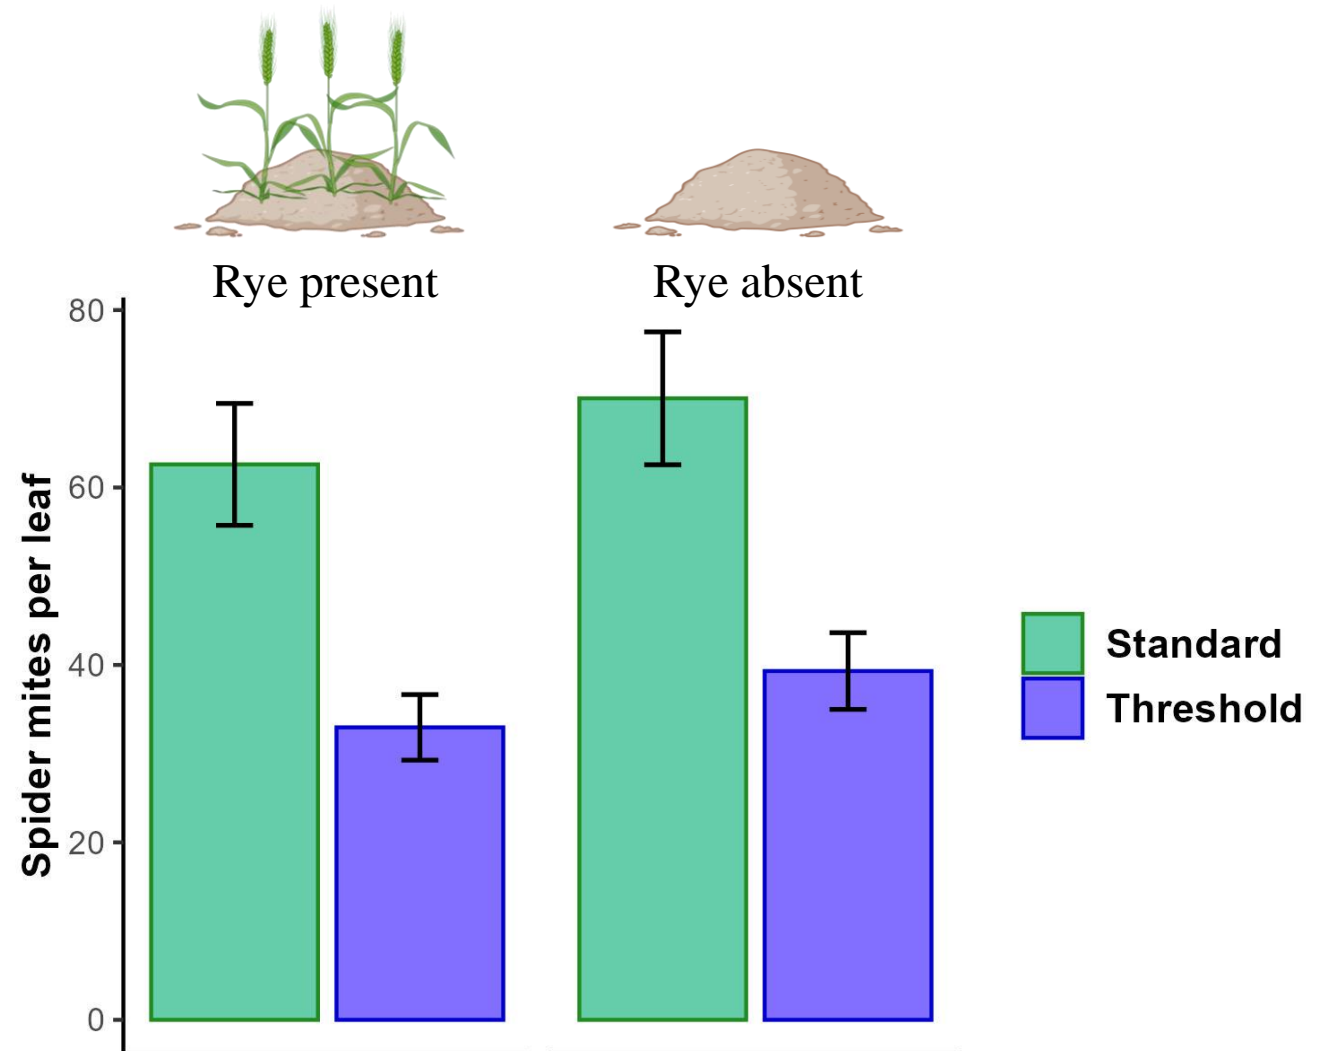 Rye present
Rye absent
80
60
40
20
0
Spider mites per leaf
Standard
Threshold